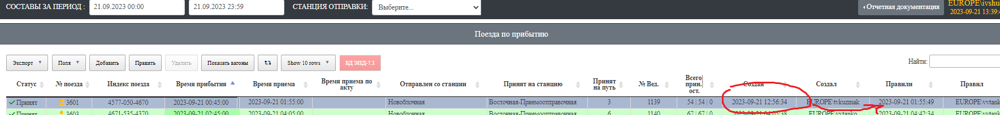 СОСТАВЫ ЗА ПЕРИОД : 21.09.2023 00:00 21.09.2023 23:59 СТАНЦИЯ ОТПРАВКИ: Выберите... Отчетная документация EUROPE\ivshu
2023-09-21 13:39:4
Поезда по прибытию
Экспорт Поля Добавить Править Удалить Показать вагоны Show 10 rows БД ЭПД-7.1 Найти:
Статус № поезда Индекс поезда Время прибытия Время приема Время приема по акту Отправлен со станции Принят на станцию Принят на путь № Вед. Всего| прин.| ост. Создан Создал Правили Правил
Принят 3601 4577-050-4670 2023-09-21 00:45:00 2023-09-21 01:55:00 Новоблочная Восточная-Приемоотправочная 3 1139 54 | 54 | 0 2023-09-21 12:56:34 EUROPE\tvkuzmak 2023-09-21 01:55:49 EUROPE\vvtank
Принят 3603 4671-535-4370 2023-09-21 02:45:00 2023-09-21 04:05:00 Новоблочная Восточная-Приемоотправочная 6 1140 67 | 67 | 0 2023-09-21 04:05:38 EUROPE\vvtanko 2023-09-21 04:42:34 EUROPE\vvtank